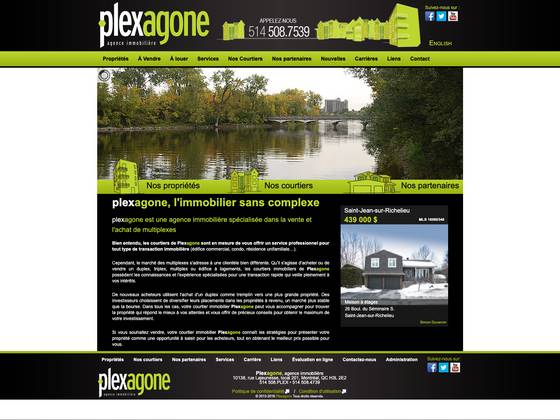 plexagone
agence immobilière
APPELEZ-NOUS
514 508.7539
Suivez-nous sur :
ENGLISH
Propriétés À Vendre À louer Services Nos Courtiers Nos partenaires Nouvelles Carrières Liens Contact
Nos propriétés Nos courtiers Nos partenaires
plexagone, l'immobilier sans complexe
plexagone est une agence immobilière spécialisée dans la vente et
l'achat de multiplexes
Bien entendu, les courtiers de Plexagone sont en mesure de vous offrir un service professionnel pour
tout type de transaction immobilière (édifice commercial, condo, résidence unifamiliale…).
Cependant, le marché des multiplexes s'adresse à une clientèle bien différente. Qu'il s'agisse d'acheter ou de
vendre un duplex, triplex, multiplex ou édifice à logements, les courtiers immobiliers de Plexagone
possèdent les connaissances et l'expérience spécialisées pour une transaction rapide qui veille pleinement à
vos intérêts.
De nouveaux acheteurs utilisent l'achat d'un duplex comme tremplin vers une plus grande propriété. Des
investisseurs choisissent de diversifier leurs placements dans les propriétés à revenu, un marché plus stable
que la bourse. Dans tous les cas, votre courtier immobilier Plexagone peut vous accompagner pour trouver
la propriété qui répond le mieux à vos attentes et vous offrir de précieux conseils pour obtenir le maximum de
votre investissement.
Si vous souhaitez vendre, votre courtier immobilier Plexagone connaît les stratégies pour présenter votre
propriété comme une opportunité à saisir pour les acheteurs, tout en obtenant le meilleur prix possible pour
vous.
Saint-Jean-sur-Richelieu
439 000 $
Maison à étages
26 Boul. du Séminaire S.
Saint-Jean-sur-Richelieu
Propriétés Nos courtiers Nos partenaires Services Carrière Liens Évaluation en ligne Contactez-nous Administration
Suivez-nous sur :
plexagone
agence immobilière
Plexagone, agence immobilière
10138, rue Lajeunesse, local 201, Montréal, QC H3L 2E2
514 508.PLEX • 514 508.4739
Politique de confidentialité / Condition d'utilisation
© 2013-2016 Plexagone Tous droits réservés.